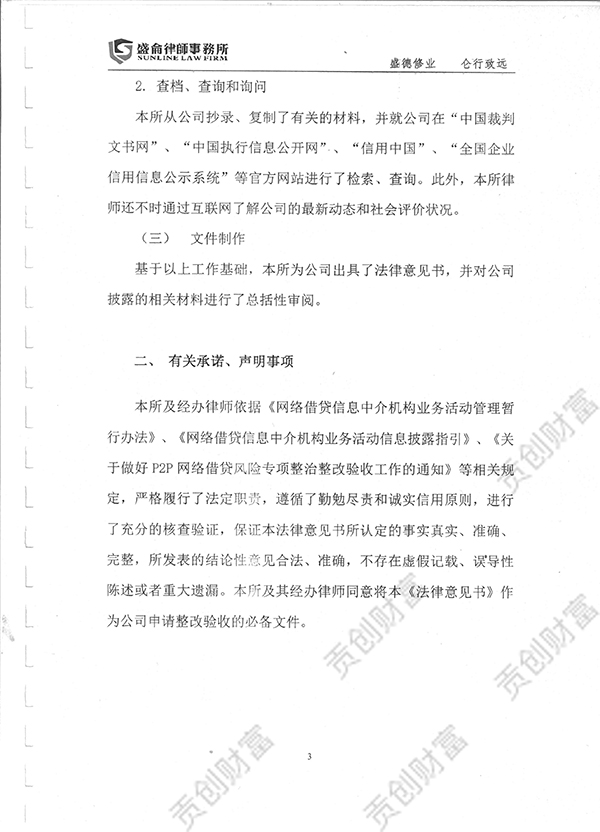 盛侖律師事務所
SUNLINE LAW FIRM
盛德修业 仑行致远
2. 查档、查询和询问
本所从公司抄录、复制了有关的材料，并就公司在“中国裁判
文书网”、“中国执行信息公开网”、“信用中国”、“全国企业
信用信息公示系统”等官方网站进行了检索、查询。此外，本所律
师还不时通过互联网了解公司的最新动态和社会评价状况。
（三） 文件制作
基于以上工作基础，本所为公司出具了法律意见书，并对公司
披露的相关材料进行了总括性审阅。
二、有关承诺、声明事项
本所及经办律师依据《网络借贷信息中介机构业务活动管理暂
行办法》、《网络借贷信息中介机构业务活动信息披露指引》、《关
于做好P2P网络借贷风险专项整治整改验收工作的通知》等相关规
定，严格履行了法定职责，遵循了勤勉尽责和诚实信用原则，进行
了充分的核查验证，保证本法律意见书所认定的事实真实、准确、
完整，所发表的结论性意见合法、准确，不存在虚假记载、误导性
陈述或者重大遗漏。本所及其经办律师同意将本《法律意见书》作
为公司申请整改验收的必备文件。
3
贡创财富
贡创财富
贡创财富
贡创财富
贡创财富